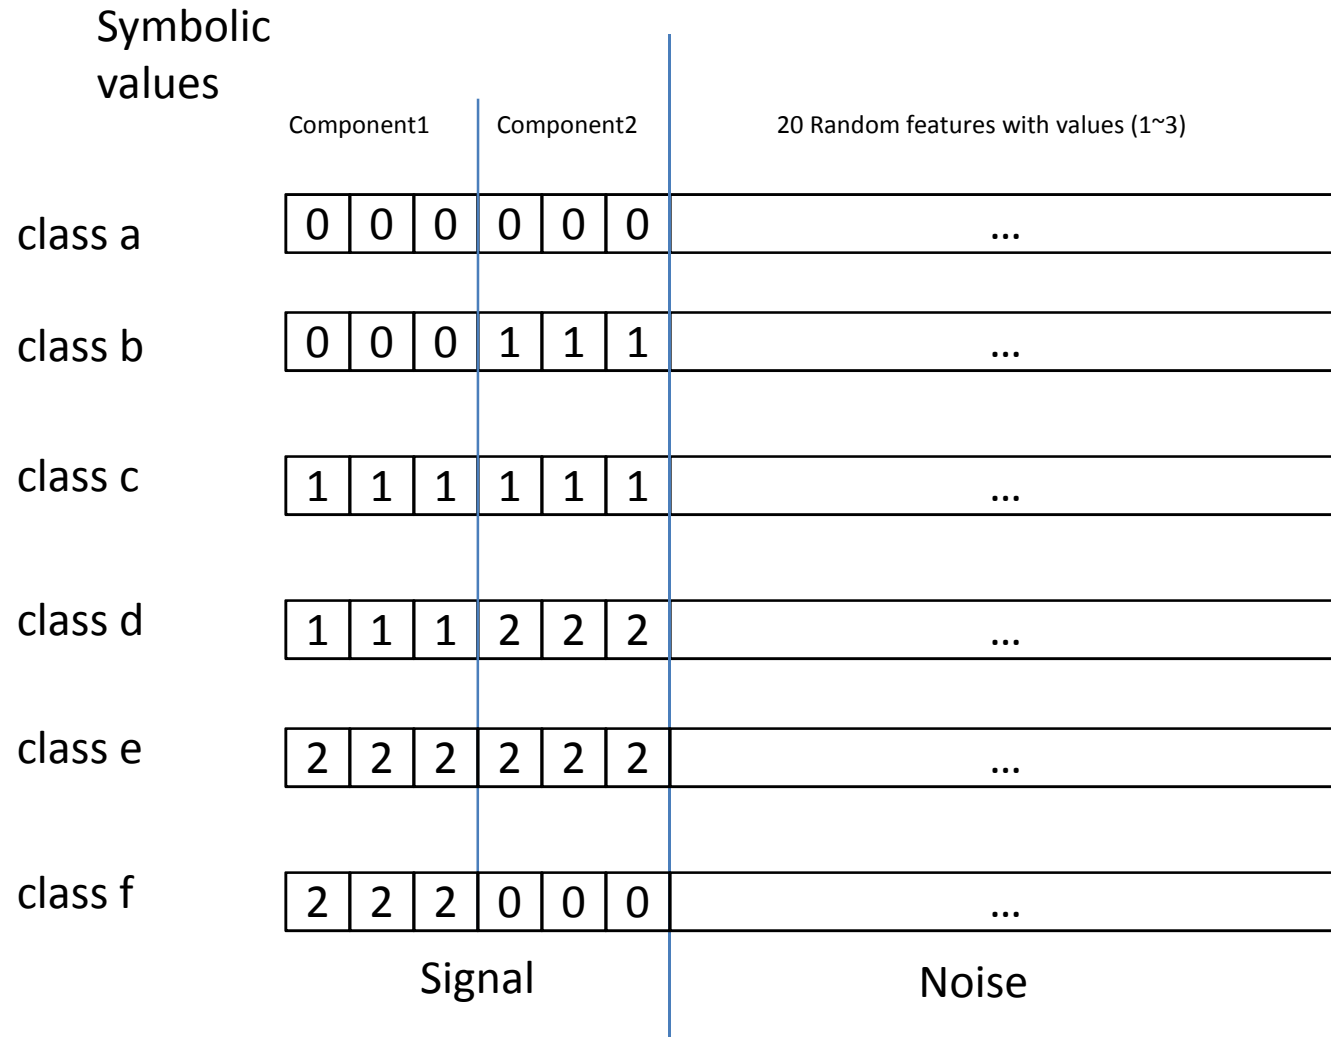 Symbolic
values
Component1 Component2 20 Random features with values (1~3)
class a 0 0 0 0 0 0 ...
class b 0 0 0 1 1 1 ...
class c 1 1 1 1 1 1 ...
class d 1 1 1 2 2 2 ...
class e 2 2 2 2 2 2 ...
class f 2 2 2 0 0 0 ...
Signal Noise